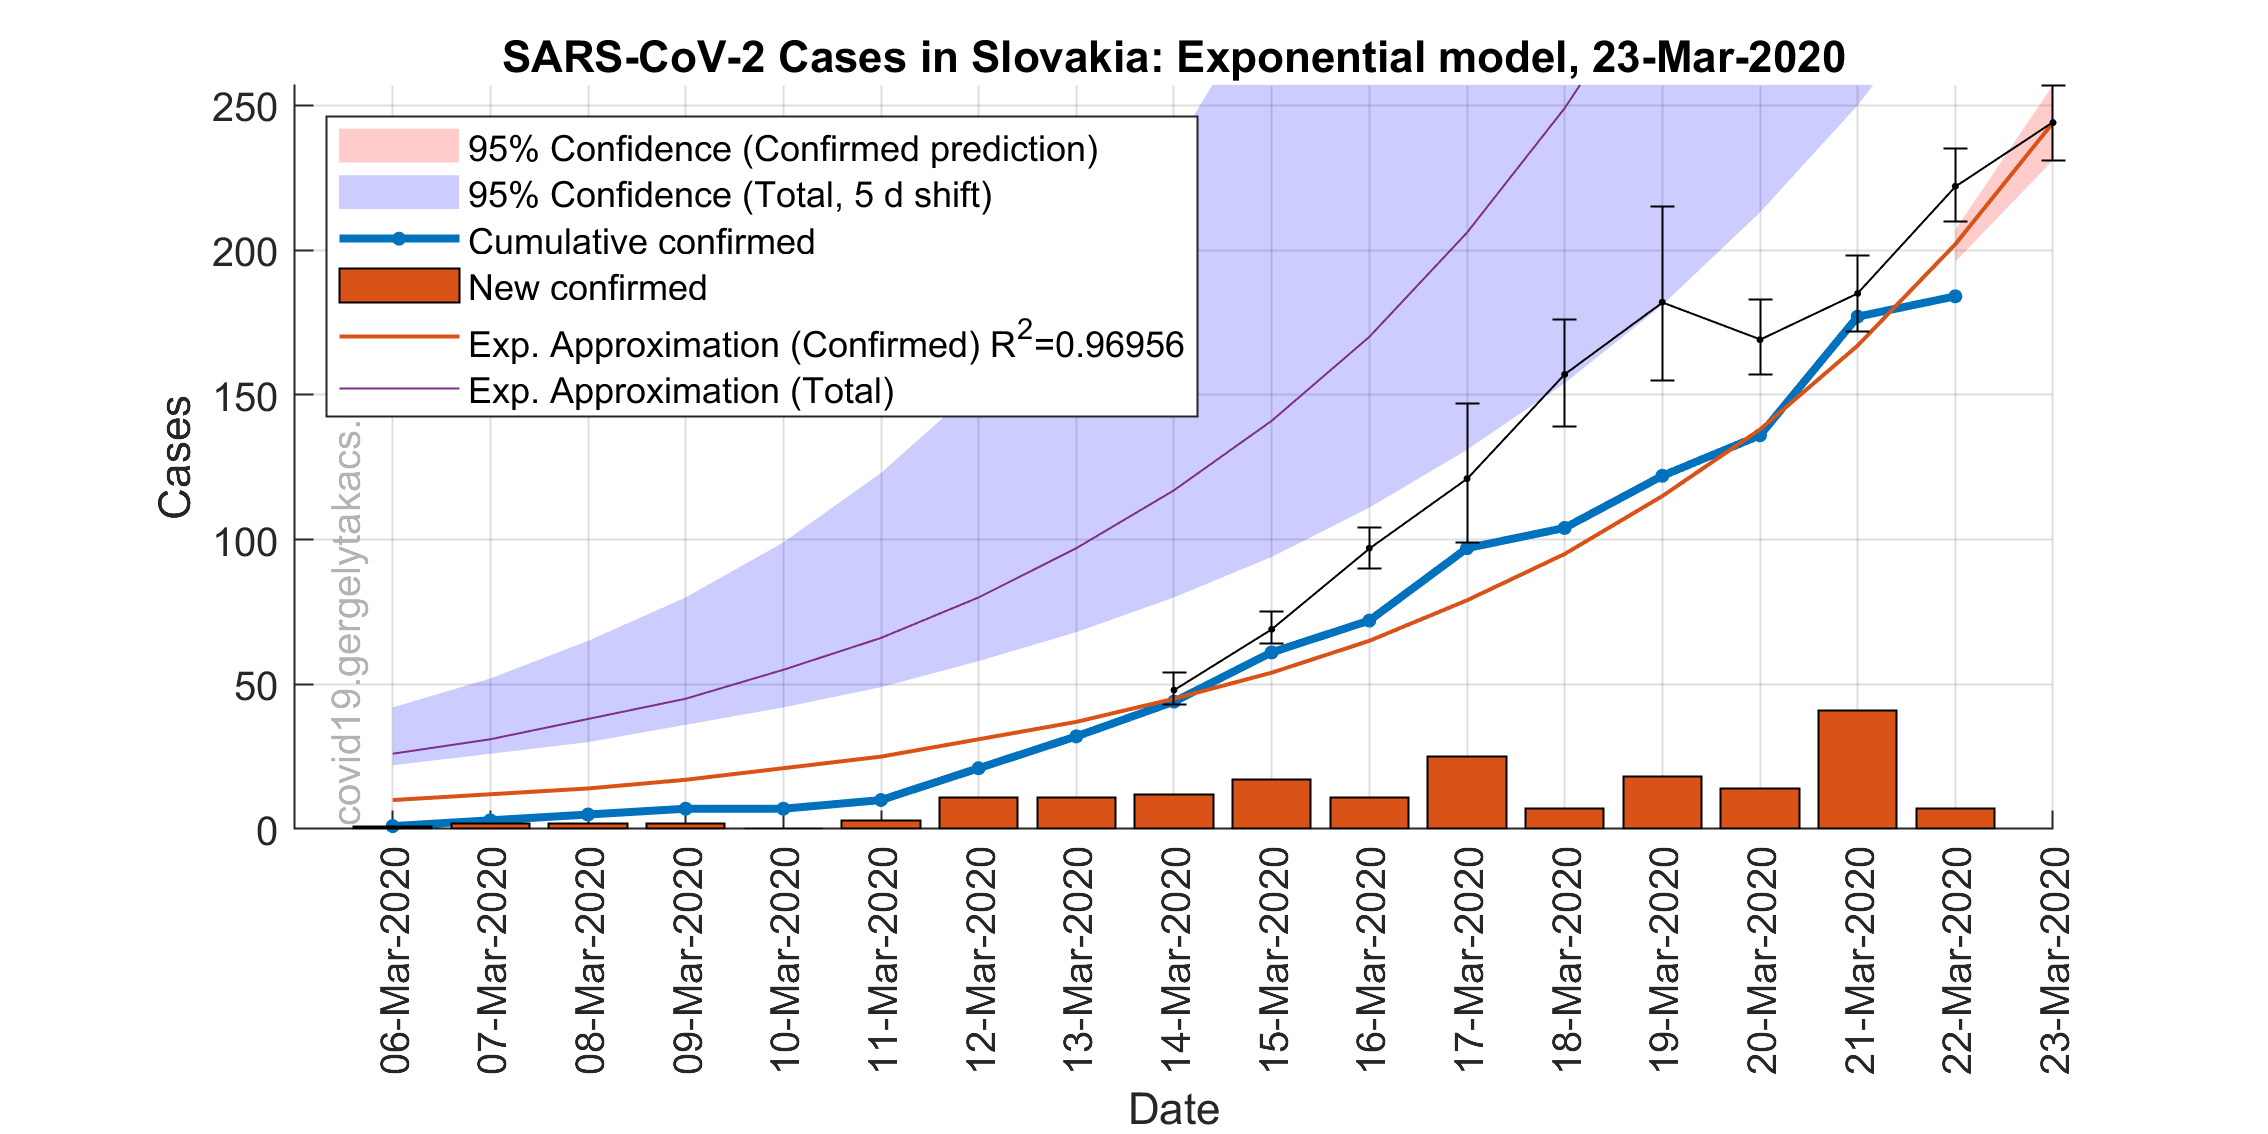 SARS-CoV-2 Cases in Slovakia: Exponential model, 23-Mar-2020
95% Confidence (Confirmed prediction)
95% Confidence (Total, 5 d shift)
Cumulative confirmed
New confirmed
Exp. Approximation (Confirmed) R²=0.96956
Exp. Approximation (Total)
250
200
150
100
50
0
Cases
covid19.gergelytakacs.
06-Mar-2020
07-Mar-2020
08-Mar-2020
09-Mar-2020
10-Mar-2020
11-Mar-2020
12-Mar-2020
13-Mar-2020
14-Mar-2020
15-Mar-2020
16-Mar-2020
17-Mar-2020
18-Mar-2020
19-Mar-2020
20-Mar-2020
21-Mar-2020
22-Mar-2020
23-Mar-2020
Date